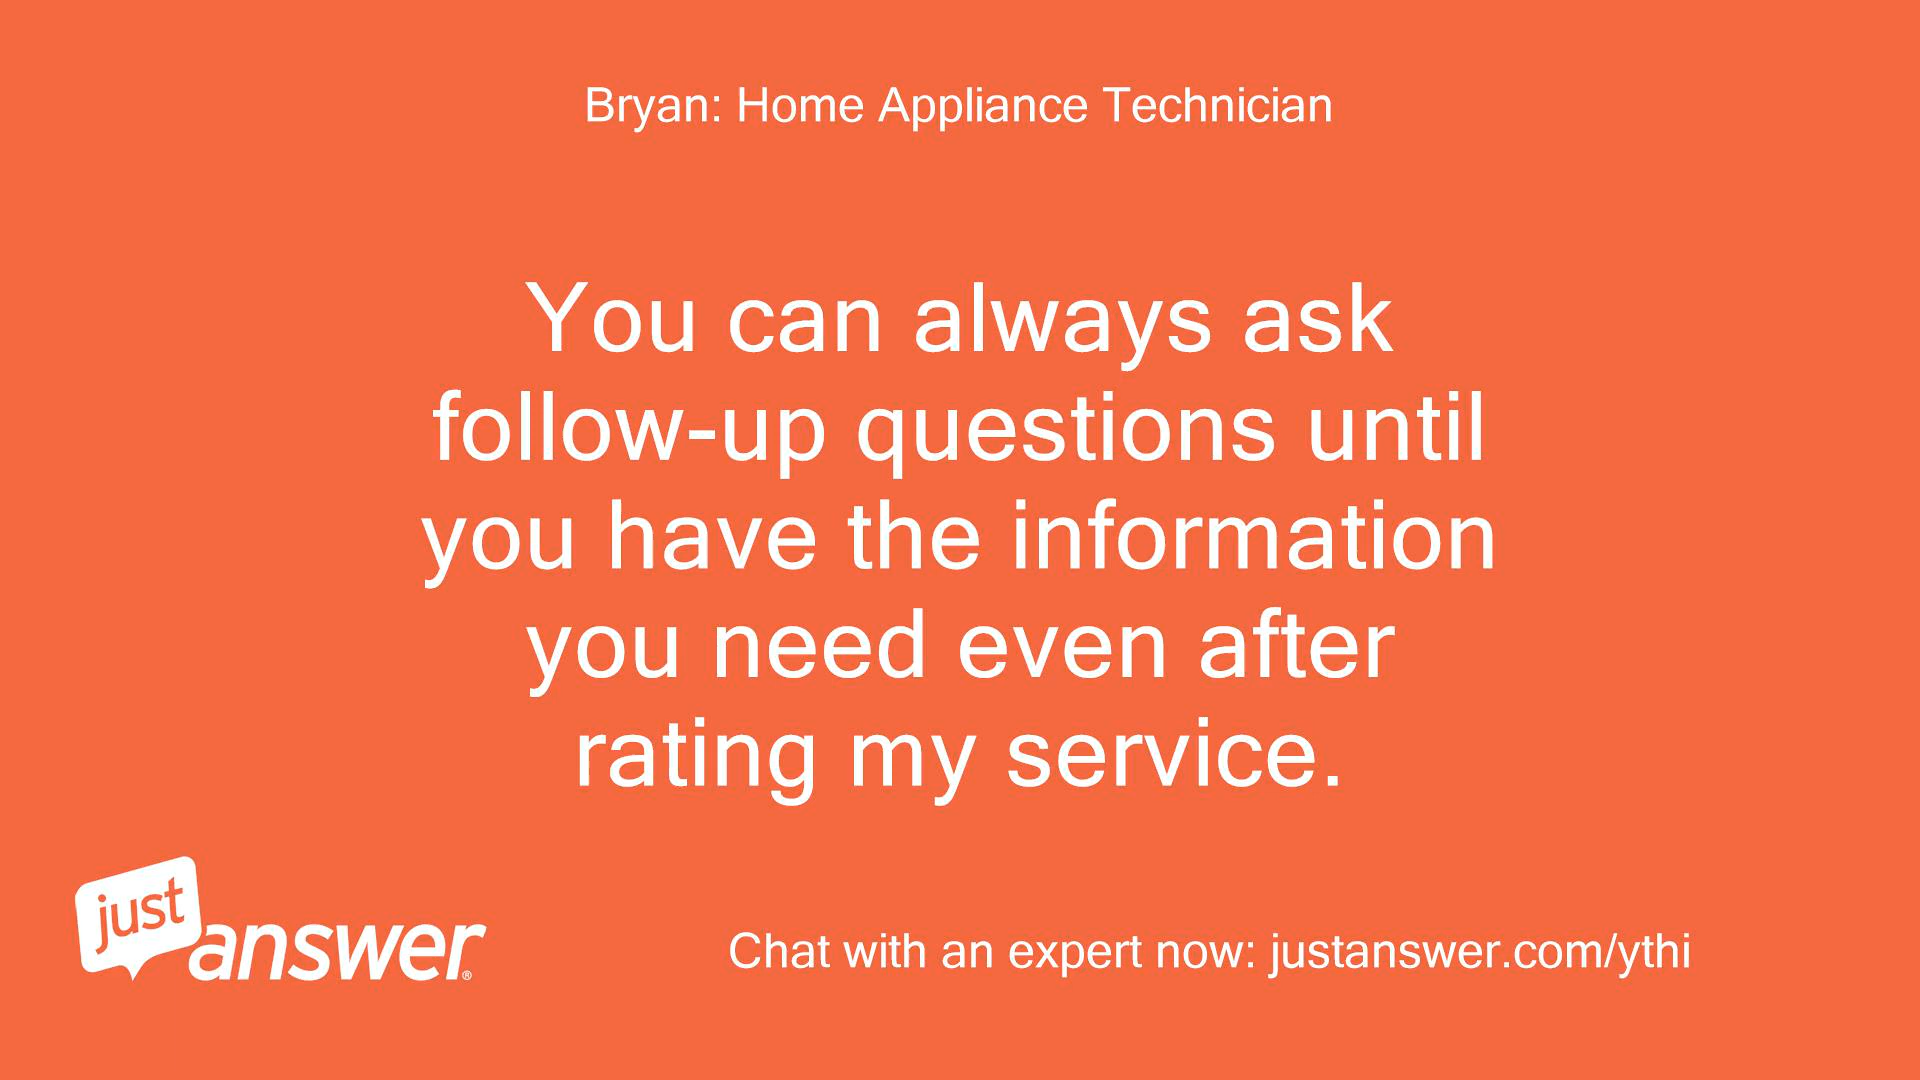 Bryan: Home Appliance Technician
You can always ask
follow-up questions until
you have the information
you need even after
rating my service.
just
answer®
Chat with an expert now: justanswer.com/ythi